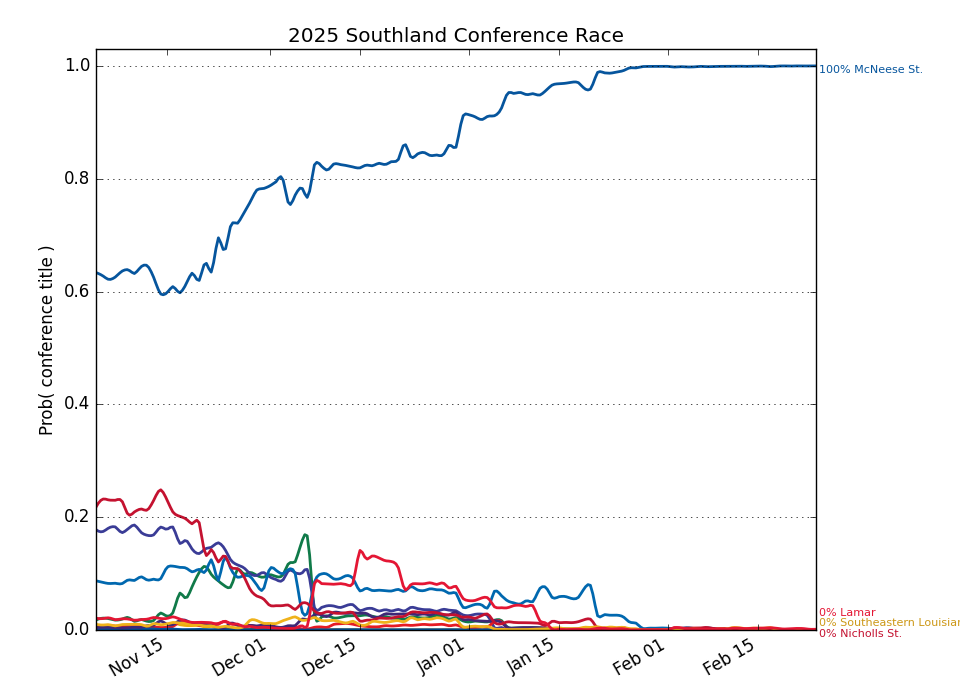 2025 Southland Conference Race
1.0
0.8
0.6
0.4
0.2
0.0
Prob( conference title )
100% McNeese St.
0% Lamar
0% Southeastern Louisian
0% Nicholls St.
Nov 15
Dec 01
Dec 15
Jan 01
Jan 15
Feb 01
Feb 15